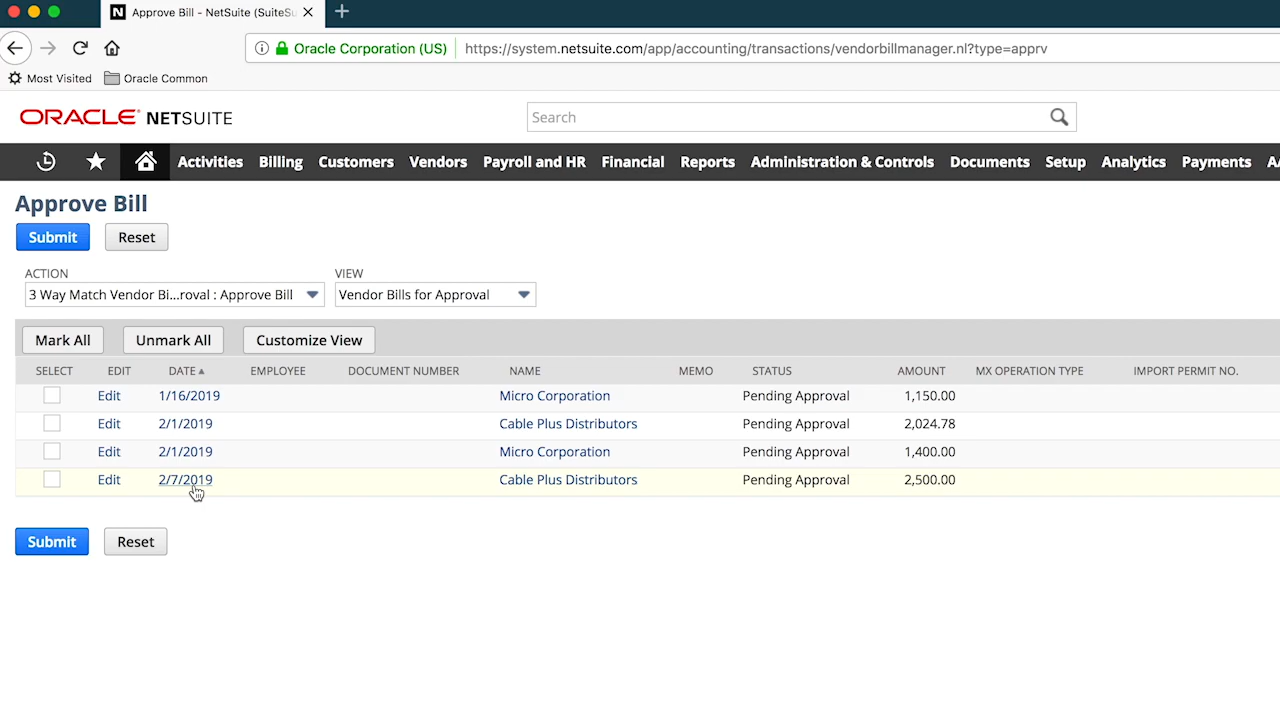 Approve Bill - NetSuite (SuiteSu
Oracle Corporation (US) https://system.netsuite.com/app/accounting/transactions/vendorbillmanager.nl?type=apprv
Most Visited Oracle Common
ORACLE NETSUITE Search
Activities Billing Customers Vendors Payroll and HR Financial Reports Administration & Controls Documents Setup Analytics Payments
Approve Bill
Submit Reset
ACTION VIEW
3 Way Match Vendor Bi...roval : Approve Bill Vendor Bills for Approval
Mark All Unmark All Customize View
SELECT EDIT DATE EMPLOYEE DOCUMENT NUMBER NAME MEMO STATUS AMOUNT MX OPERATION TYPE IMPORT PERMIT NO.
Edit 1/16/2019 Micro Corporation Pending Approval 1,150.00
Edit 2/1/2019 Cable Plus Distributors Pending Approval 2,024.78
Edit 2/1/2019 Micro Corporation Pending Approval 1,400.00
Edit 2/7/2019 Cable Plus Distributors Pending Approval 2,500.00
Submit Reset